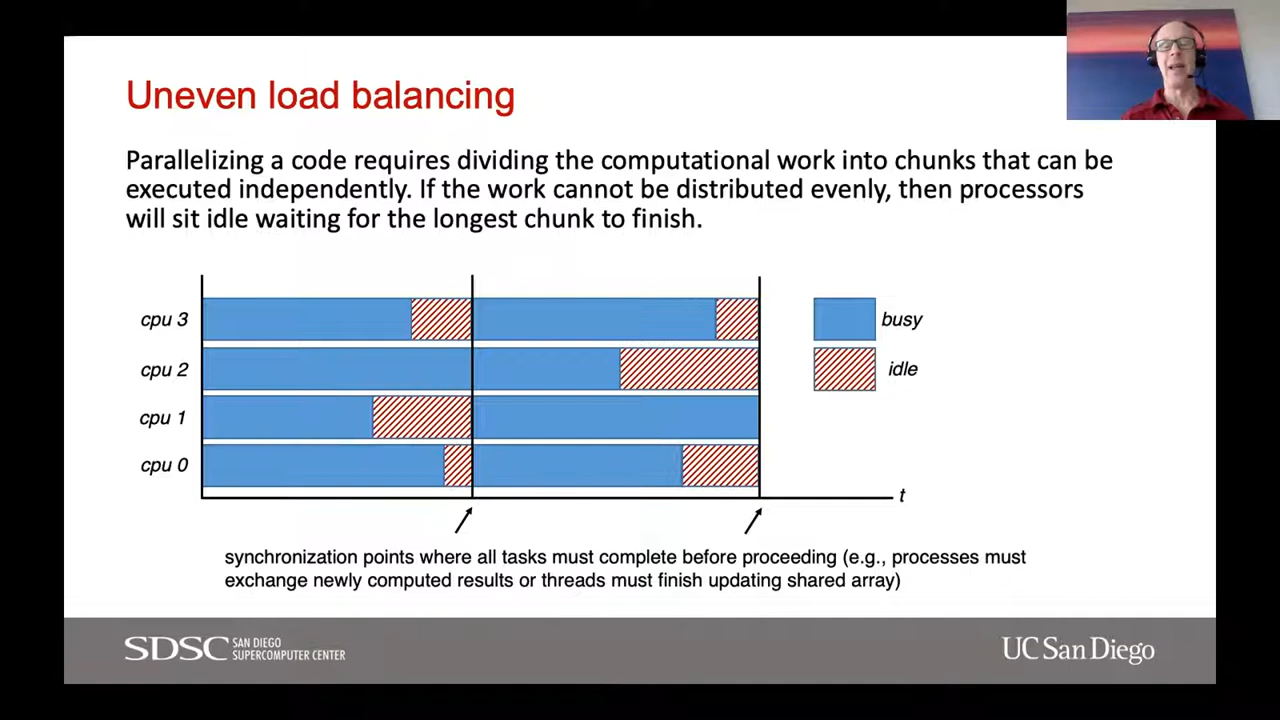 Uneven load balancing
Parallelizing a code requires dividing the computational work into chunks that can be
executed independently. If the work cannot be distributed evenly, then processors
will sit idle waiting for the longest chunk to finish.
cpu 3
cpu 2
cpu 1
cpu 0
busy
idle
t
synchronization points where all tasks must complete before proceeding (e.g., processes must
exchange newly computed results or threads must finish updating shared array)
SDSC
SAN DIEGO
SUPERCOMPUTER CENTER
UC San Diego